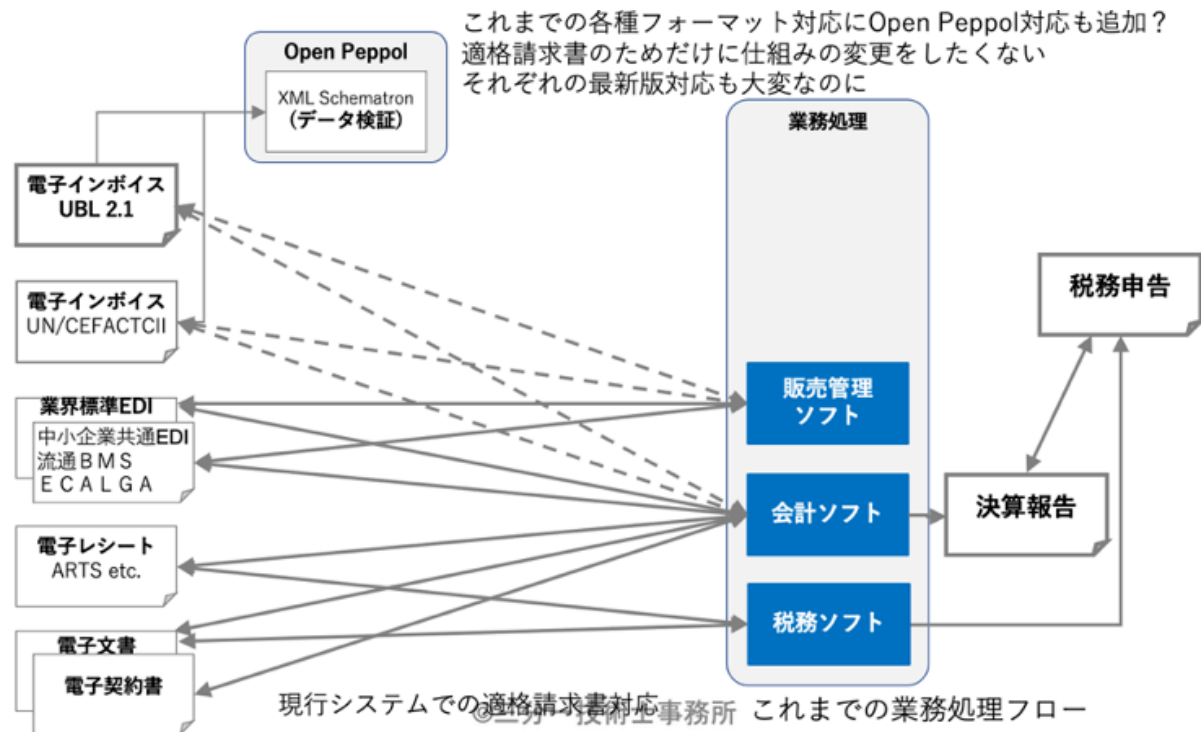 これまでの各種フォーマット対応にOpen Peppol対応も追加？
適格請求書のためだけに仕組みの変更をしたくない
それぞれの最新版対応も大変なのに
Open Peppol
XML Schematron
（データ検証）
電子インボイス
UBL 2.1
電子インボイス
UN/CEFACTCII
業界標準EDI
中小企業共通EDI
流通ＢＭＳ
ＥＣＡＬＧＡ
電子レシート
ARTS etc.
電子文書
電子契約書
業務処理
販売管理
ソフト
会計ソフト
税務ソフト
税務申告
決算報告
現行システムでの適格請求書対応
©三分一技術士事務所
これまでの業務処理フロー